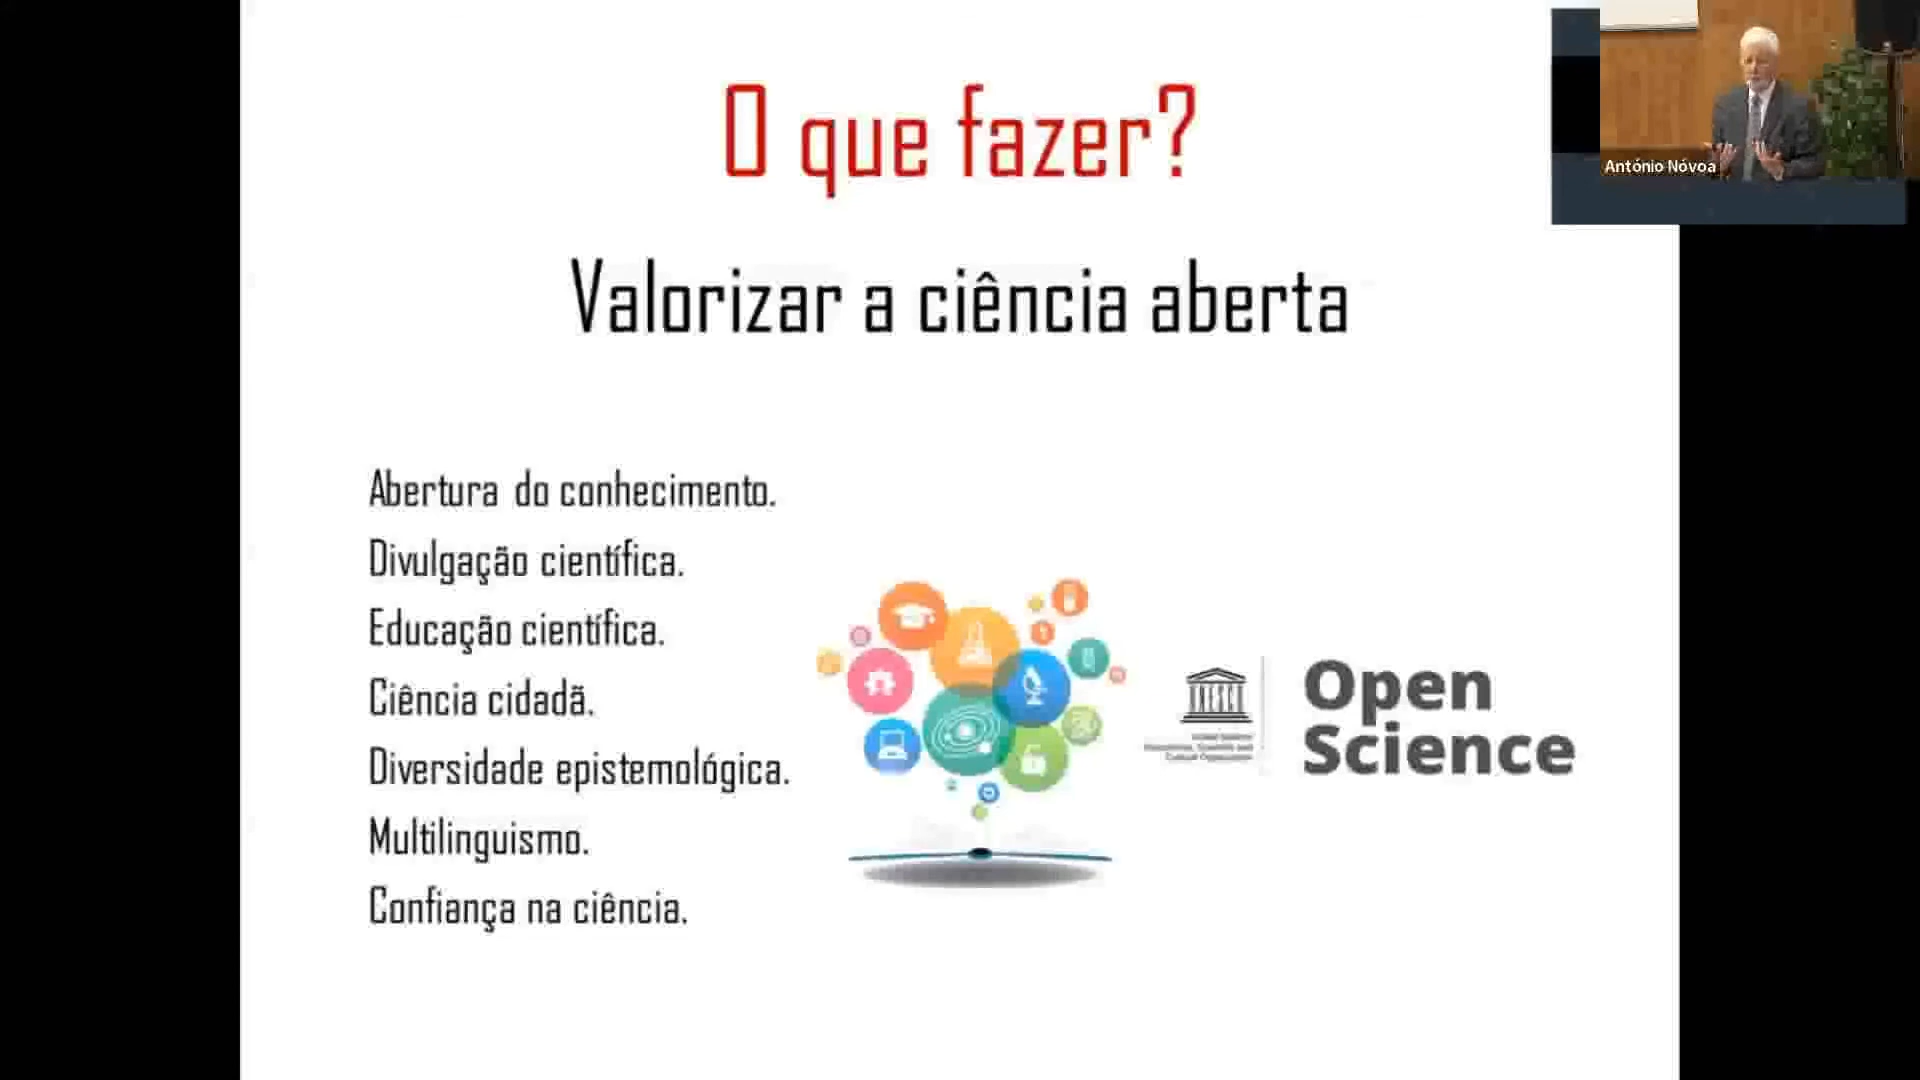 O que fazer?
António Nóvoa
Valorizar a ciência aberta
Abertura do conhecimento.
Divulgação científica.
Educação científica.
Ciência cidadã.
Diversidade epistemológica.
Multilinguismo.
Confiança na ciência.
UNESCO
Open
Science